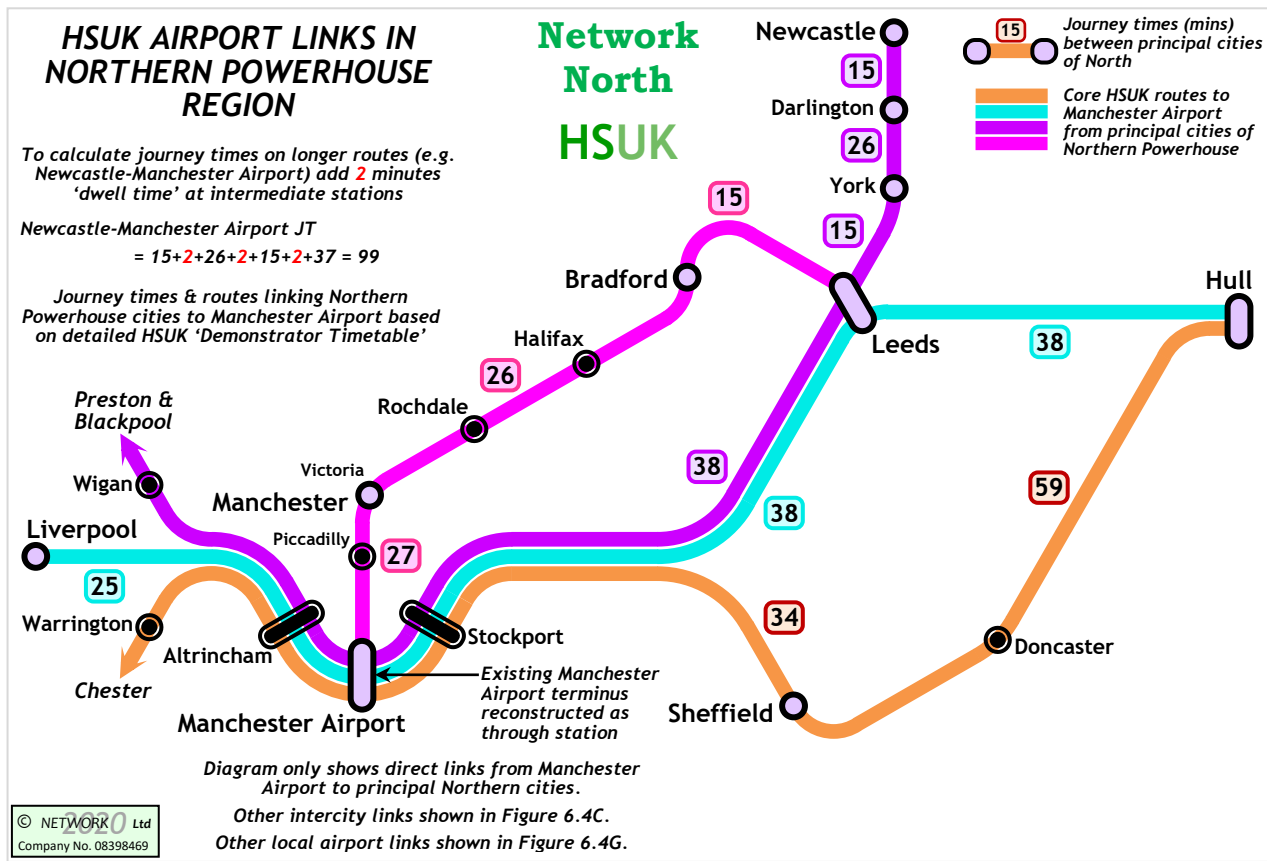 HSUK AIRPORT LINKS IN
NORTHERN POWERHOUSE
REGION
To calculate journey times on longer routes (e.g.
Newcastle-Manchester Airport) add 2 minutes
‘dwell time’ at intermediate stations
Newcastle-Manchester Airport JT
= 15+2+26+2+15+2+37 = 99
Journey times & routes linking Northern
Powerhouse cities to Manchester Airport based
on detailed HSUK ‘Demonstrator Timetable’
Network
North
HSUK
15
Journey times (mins)
between principal cities
of North
Core HSUK routes to
Manchester Airport
from principal cities of
Northern Powerhouse
Newcastle
15
Darlington
26
York
15
15
Bradford
Hull
Leeds
38
Halifax
26
Rochdale
Preston &
Blackpool
Wigan
Victoria
Manchester
38
59
38
Liverpool
Piccadilly
27
25
Warrington
Altrincham
Stockport
34
Doncaster
Chester
Manchester Airport
Existing Manchester
Airport terminus
reconstructed as
through station
Sheffield
Diagram only shows direct links from Manchester
Airport to principal Northern cities.
Other intercity links shown in Figure 6.4C.
Other local airport links shown in Figure 6.4G.
© NETWORK 2020 Ltd
Company No. 08398469